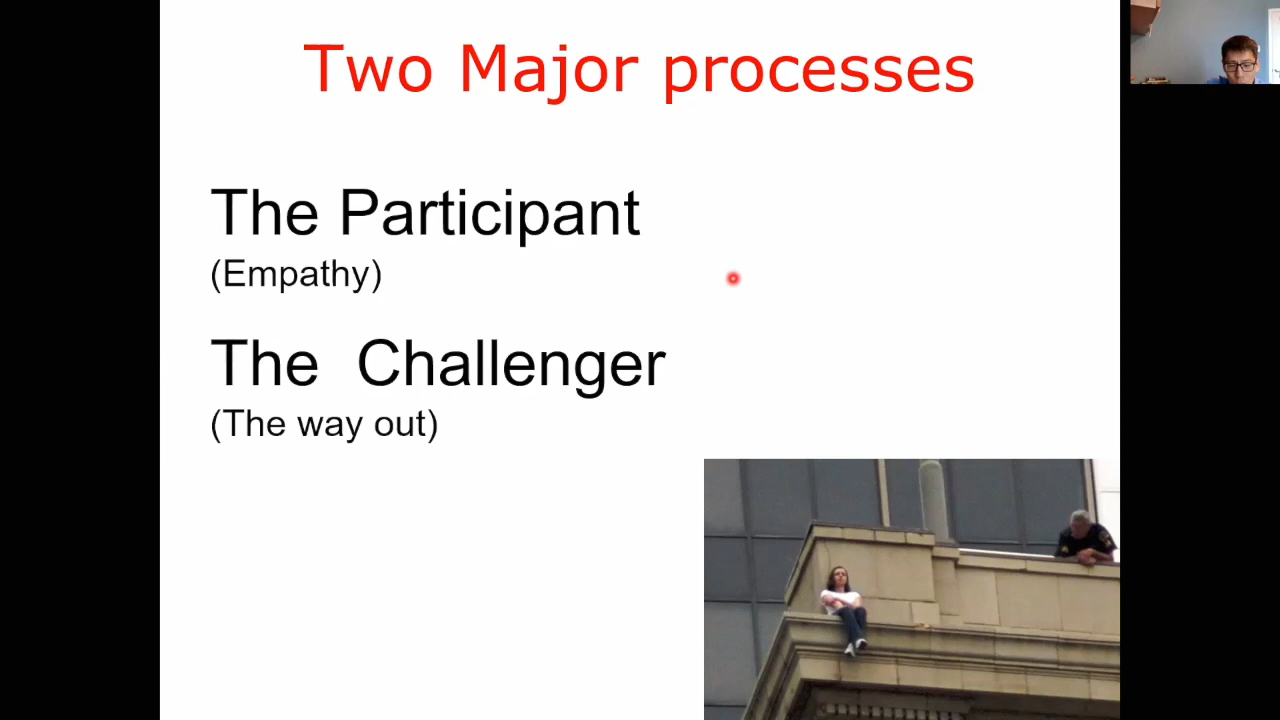 Two Major processes
The Participant
(Empathy)
The Challenger
(The way out)